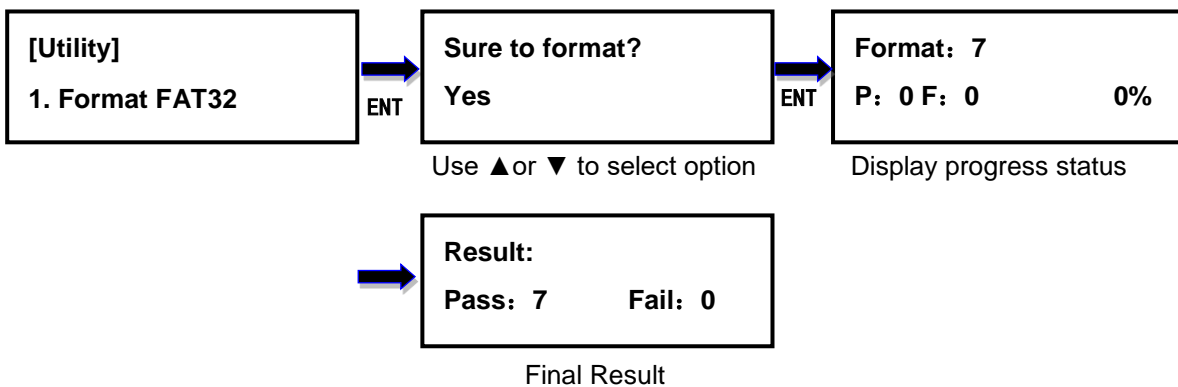 [Utility]
1. Format FAT32
ENT
Sure to format?
Yes
Use ▲or ▼ to select option
ENT
Format：7
P：0 F：0 0%
Display progress status
Result:
Pass：7 Fail：0
Final Result